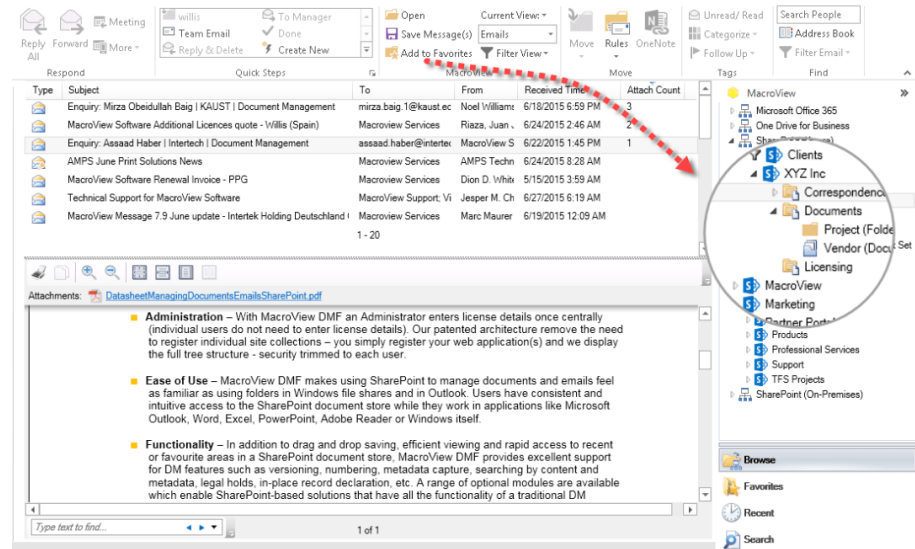 Reply All
Forward
Meeting
More
willis
Team Email
Reply & Delete
To Manager
Done
Create New
Open
Save Message(s)
Add to Favorites
Current View:
Emails
Filter View
Move
Rules
OneNote
Unread/ Read
Categorize
Follow Up
Search People
Address Book
Filter Email
Respond
Quick Steps
MacroView
Move
Tags
Find
Type Subject To From Received Time Attach Count
Enquiry: Mirza Obeidullah Baig | KAUST | Document Management mirza.baig.1@kaust.ec Noel Williams 6/18/2015 6:59 PM 3
MacroView Software Additional Licences quote - Willis (Spain) Macroview Services Riaza, Juan 6/24/2015 2:46 AM 2
Enquiry: Assaad Haber | Intertech | Document Management assaad.haber@intertec MacroView S 6/22/2015 1:45 PM 1
AMPS June Print Solutions News Macroview Services AMPS Techn 6/24/2015 8:28 AM
MacroView Software Renewal Invoice - PPG Macroview Services Dion D. White 5/15/2015 3:59 AM
Technical Support for MacroView Software MacroView Support; Vi Jesper M. Ch 6/27/2015 6:19 AM
MacroView Message 7.9 June update - Intertek Holding Deutschland Macroview Services Marc Maurer 6/19/2015 12:09 AM
1 - 20
Attachments: DatasheetManagingDocumentsEmailsSharePoint.pdf
Administration – With MacroView DMF an Administrator enters license details once centrally
(individual users do not need to enter license details). Our patented architecture remove the need
to register individual site collections – you simply register your web application(s) and we display
the full tree structure - security trimmed to each user.
Ease of Use – MacroView DMF makes using SharePoint to manage documents and emails feel
as familiar as using folders in Windows file shares and in Outlook. Users have consistent and
intuitive access to the SharePoint document store while they work in applications like Microsoft
Outlook, Word, Excel, PowerPoint, Adobe Reader or Windows itself.
Functionality – In addition to drag and drop saving, efficient viewing and rapid access to recent
or favourite areas in a SharePoint document store, MacroView DMF provides excellent support
for DM features such as versioning, numbering, metadata capture, searching by content and
metadata, legal holds, in-place record declaration, etc. A range of optional modules are available
which enable SharePoint-based solutions that have all the functionality of a traditional DM
Type text to find...
1 of 1
MacroView
Microsoft Office 365
One Drive for Business
Clients
XYZ Inc
Correspondence
Documents
Project (Folde
Vendor (Docu Set
Licensing
MacroView
Marketing
Partner Porta
Products
Professional Services
Support
TFS Projects
SharePoint (On-Premises)
Browse
Favorites
Recent
Search